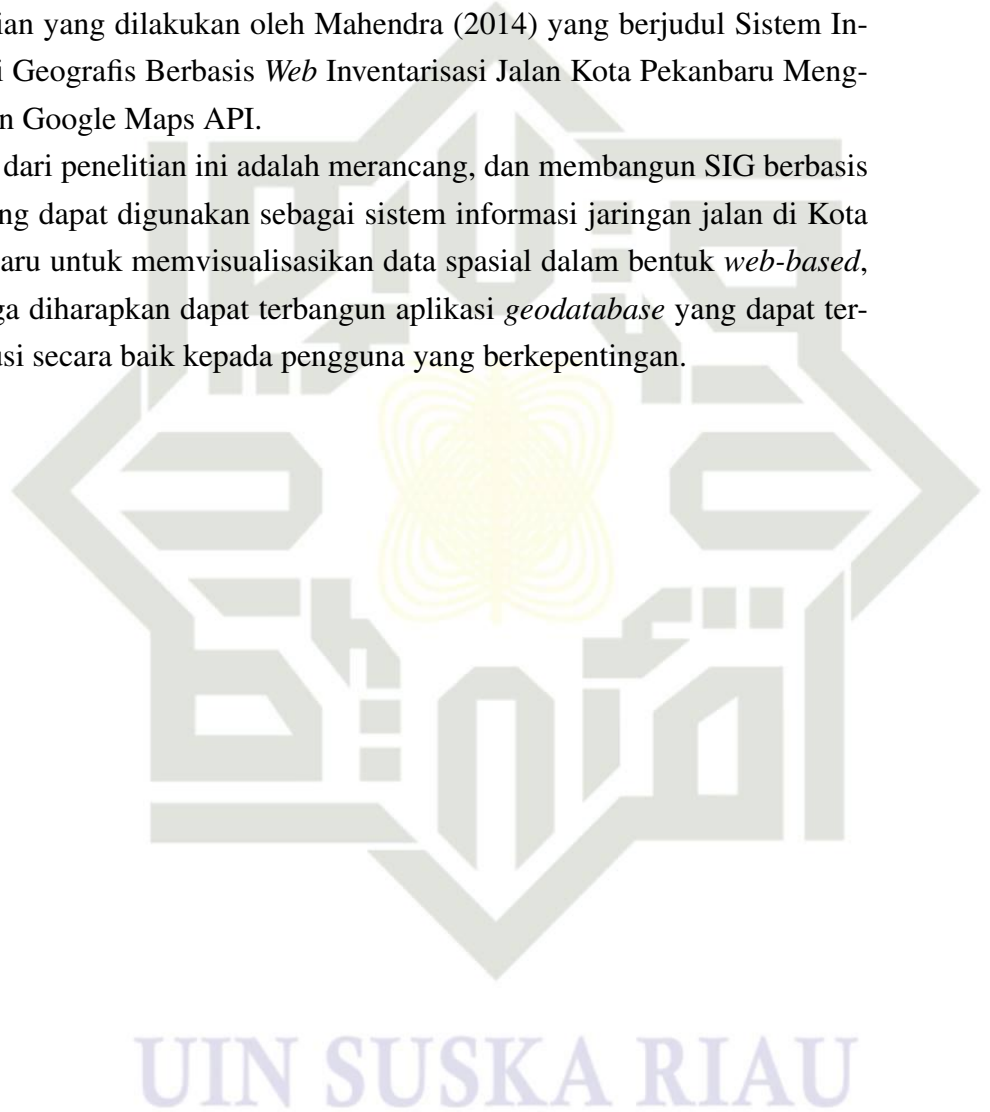 ian yang dilakukan oleh Mahendra (2014) yang berjudul Sistem In-
i Geografis Berbasis Web Inventarisasi Jalan Kota Pekanbaru Meng-
n Google Maps API.
dari penelitian ini adalah merancang, dan membangun SIG berbasis
ng dapat digunakan sebagai sistem informasi jaringan jalan di Kota
aru untuk memvisualisasikan data spasial dalam bentuk web-based,
ga diharapkan dapat terbangun aplikasi geodatabase yang dapat ter-
usi secara baik kepada pengguna yang berkepentingan.
UIN SUSKA RIAU